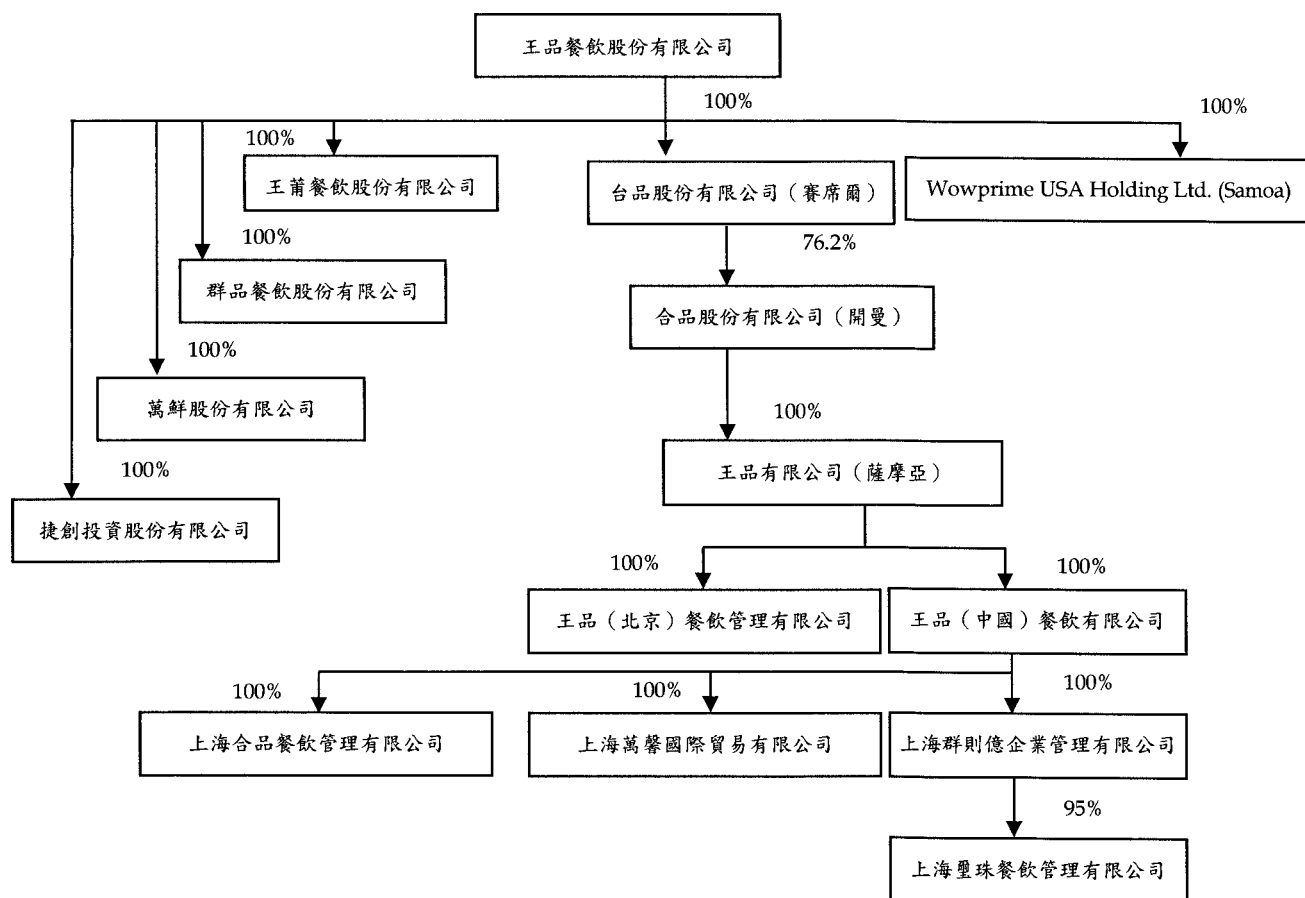 王品餐飲股份有限公司
100%
100%
100%
王莆餐飲股份有限公司
台品股份有限公司（賽席爾）
Wowprime USA Holding Ltd. (Samoa)
100%
76.2%
群品餐飲股份有限公司
合品股份有限公司（開曼）
100%
萬鮮股份有限公司
100%
100%
王品有限公司（薩摩亞）
捷創投資股份有限公司
100%
100%
王品（北京）餐飲管理有限公司
王品（中國）餐飲有限公司
100%
100%
100%
上海合品餐飲管理有限公司
上海萬馨國際貿易有限公司
上海群則億企業管理有限公司
95%
上海璽珠餐飲管理有限公司